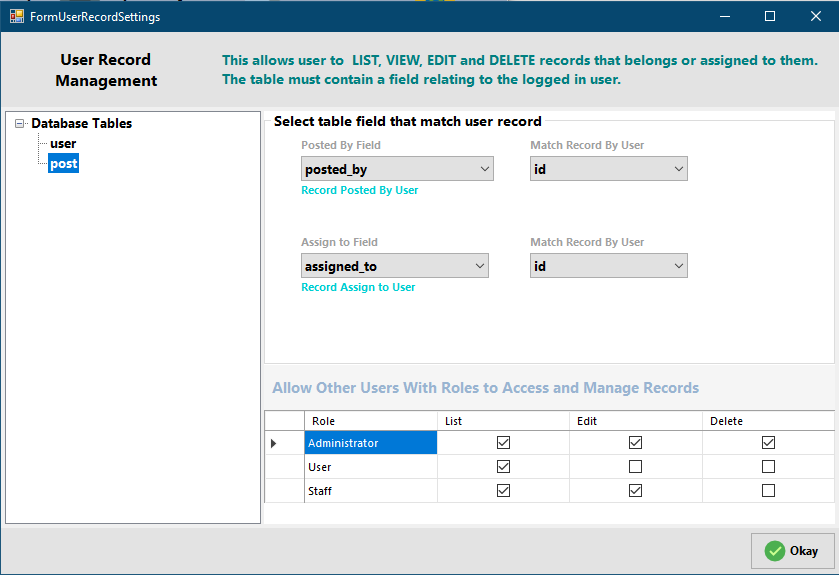 FormUserRecordSettings
User Record
Management
This allows user to LIST, VIEW, EDIT and DELETE records that belongs or assigned to them.
The table must contain a field relating to the logged in user.
Database Tables
user
post
Select table field that match user record
Posted By Field
Match Record By User
posted_by
id
Record Posted By User
Assign to Field
Match Record By User
assigned_to
id
Record Assign to User
Allow Other Users With Roles to Access and Manage Records
Role List Edit Delete
Administrator
User
Staff
Okay